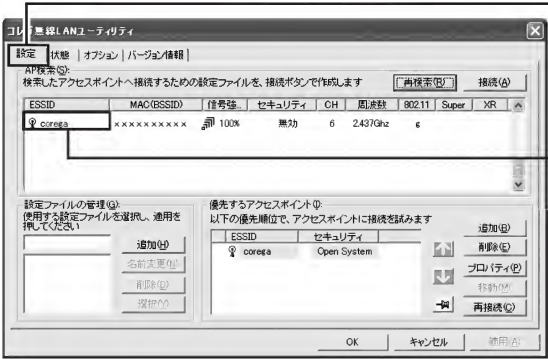 コレガ無線LANユーティリティ
設定 状態 オプション バージョン情報
AP検索(S):
検索したアクセスポイントへ接続するための設定ファイルを、接続ボタンで作成します 再検索(R) 接続(A)
ESSID MAC(BSSID) 信号強.. セキュリティ CH 周波数 802.11 Super XR
corega ×××××××××× 100% 無効 6 2.437Ghz g
設定ファイルの管理(G):
使用する設定ファイルを選択し、適用を
押してください
追加(H)
名前変更(N)
削除(D)
選択(V)
優先するアクセスポイント(I):
以下の優先順位で、アクセスポイントに接続を試みます
ESSID セキュリティ
corega Open System
追加(B)
削除(E)
プロパティ(P)
移動(M)
再接続(C)
OK キャンセル 適用(A)